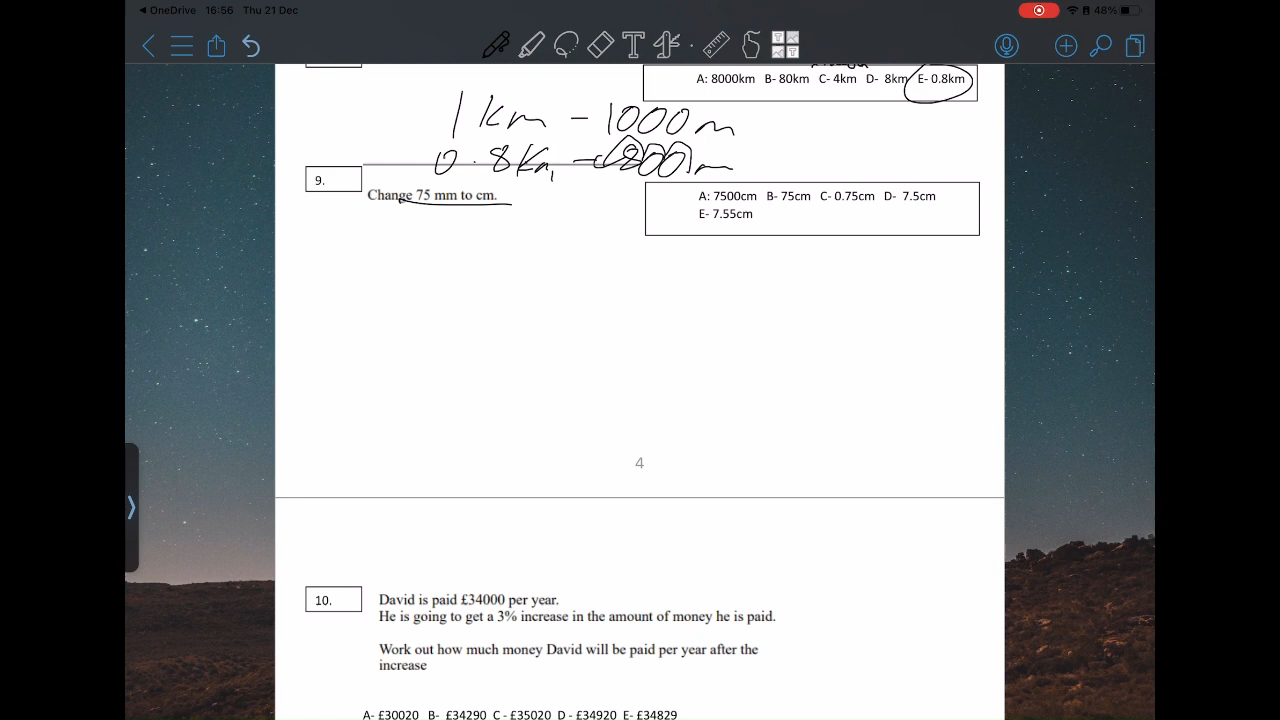 OneDrive 16:56 Thu 21 Dec 48%
A: 8000km B- 80km C- 4km D- 8km E- 0.8km
1 km - 1000 m
0.8 Km - 800 m
9.
Change 75 mm to cm.
A: 7500cm B- 75cm C- 0.75cm D- 7.5cm
E- 7.55cm
4
10.
David is paid £34000 per year.
He is going to get a 3% increase in the amount of money he is paid.
Work out how much money David will be paid per year after the
increase
A- £30020 B- £34290 C - £35020 D - £34920 E- £34829